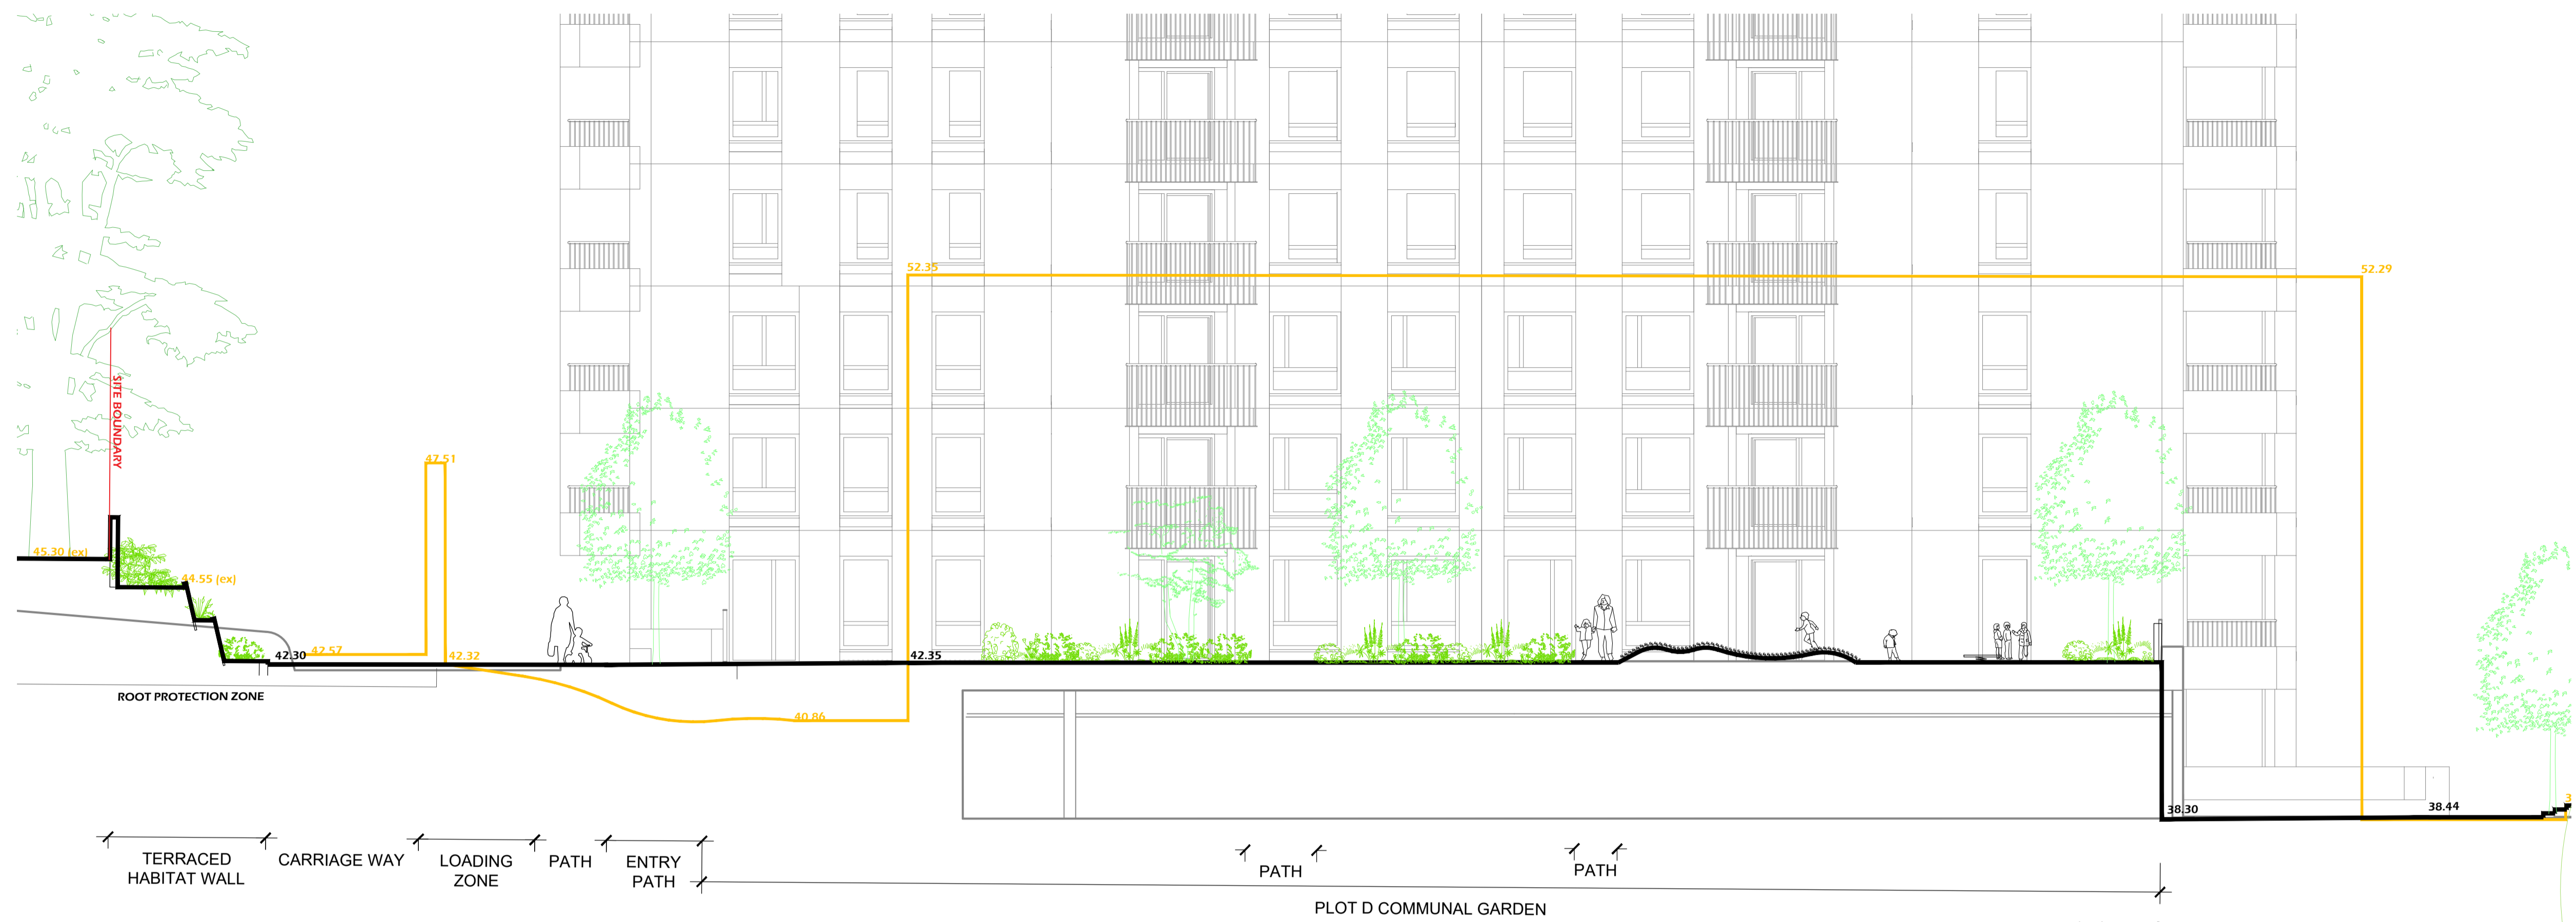 52.35
52.29
SITE BOUNDARY
47.51
45.30 (ex)
44.55 (ex)
42.30
42.57
42.32
42.35
ROOT PROTECTION ZONE
40.86
38.30
38.44
3
TERRACED
HABITAT WALL
CARRIAGE WAY
LOADING
ZONE
PATH
ENTRY
PATH
PATH
PATH
PLOT D COMMUNAL GARDEN